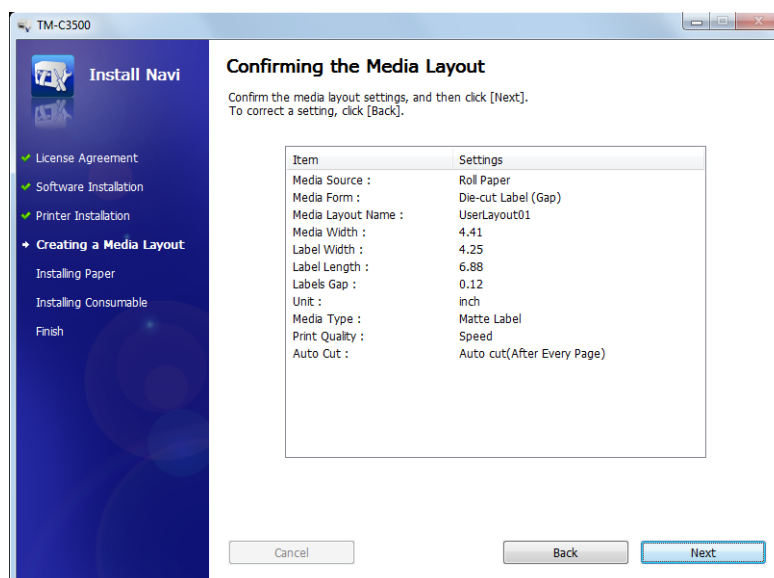 TM-C3500
Install Navi
License Agreement
Software Installation
Printer Installation
Creating a Media Layout
Installing Paper
Installing Consumable
Finish
Confirming the Media Layout
Confirm the media layout settings, and then click [Next].
To correct a setting, click [Back].
Item Settings
Media Source : Roll Paper
Media Form : Die-cut Label (Gap)
Media Layout Name : UserLayout01
Media Width : 4.41
Label Width : 4.25
Label Length : 6.88
Labels Gap : 0.12
Unit : inch
Media Type : Matte Label
Print Quality : Speed
Auto Cut : Auto cut(After Every Page)
Cancel Back Next